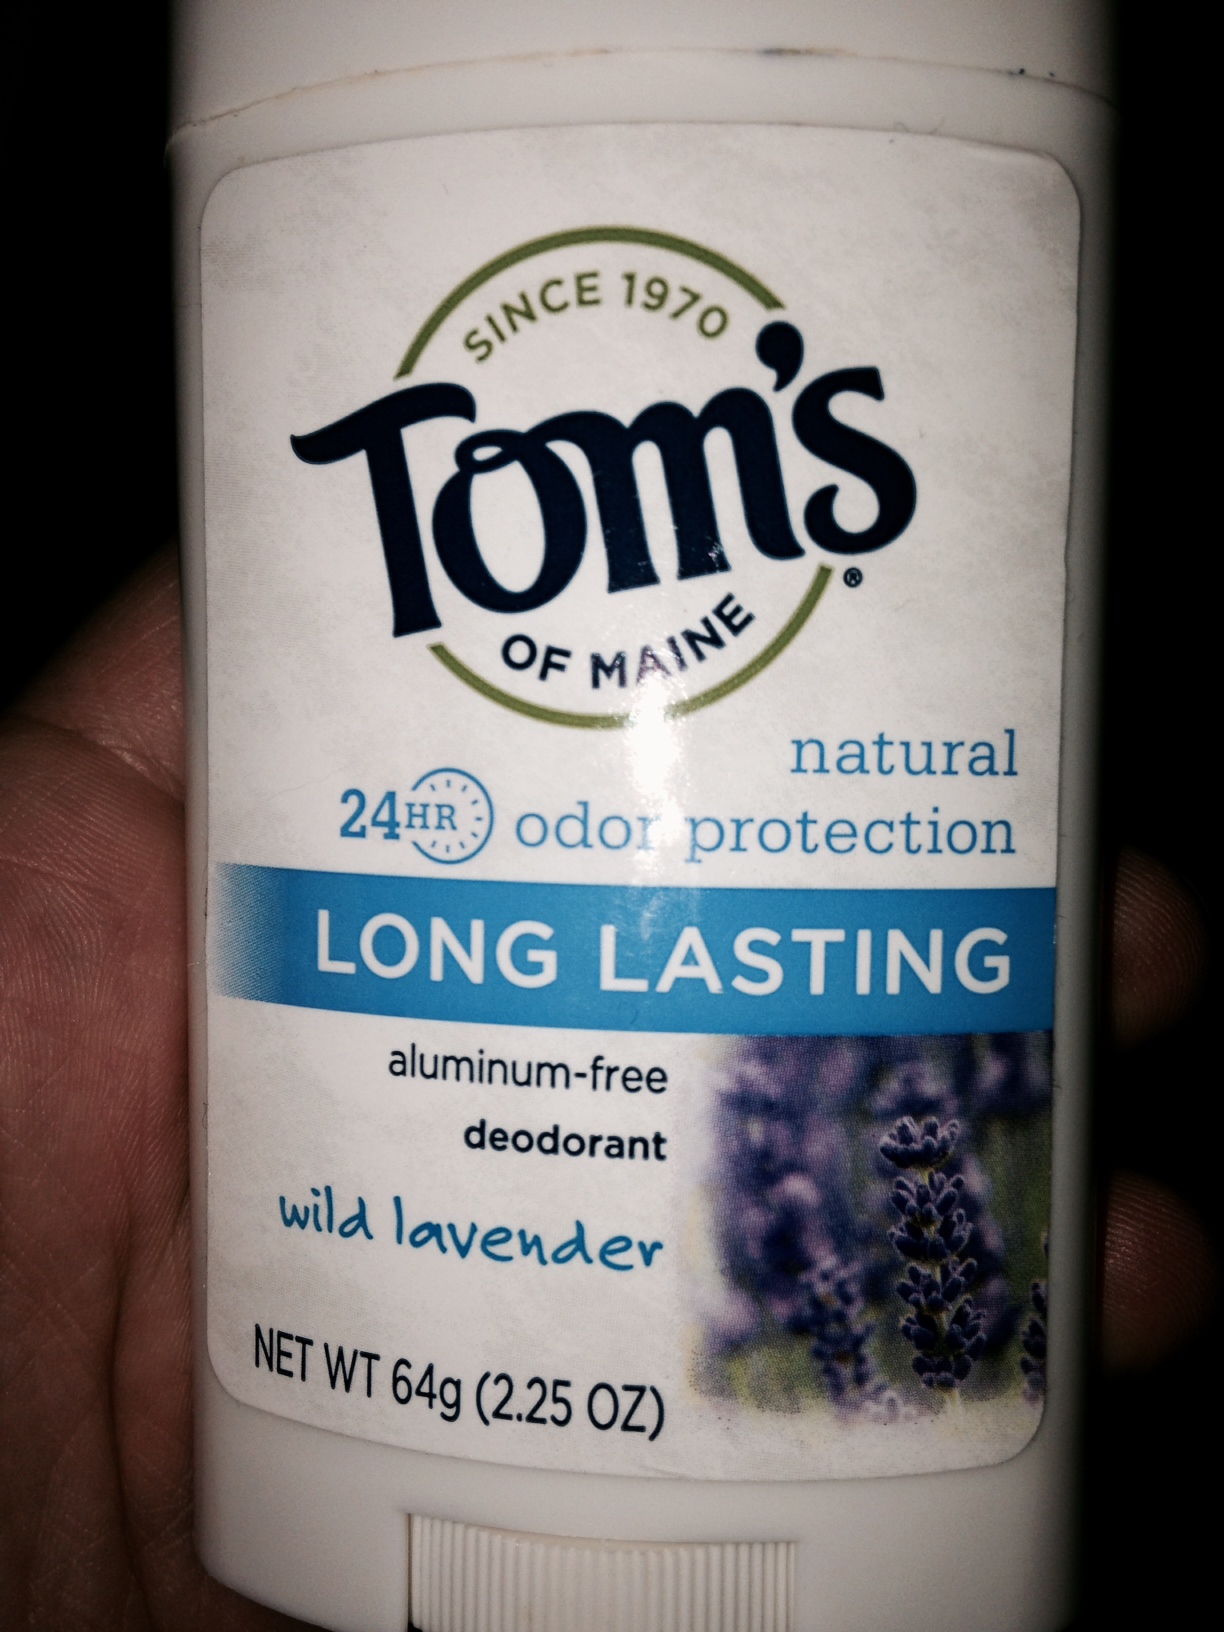 SINCE 1970
Tom's
®
OF MAINE
natural
24HR odor protection
LONG LASTING
aluminum-free
deodorant
wild lavender
NET WT 64g (2.25 OZ)